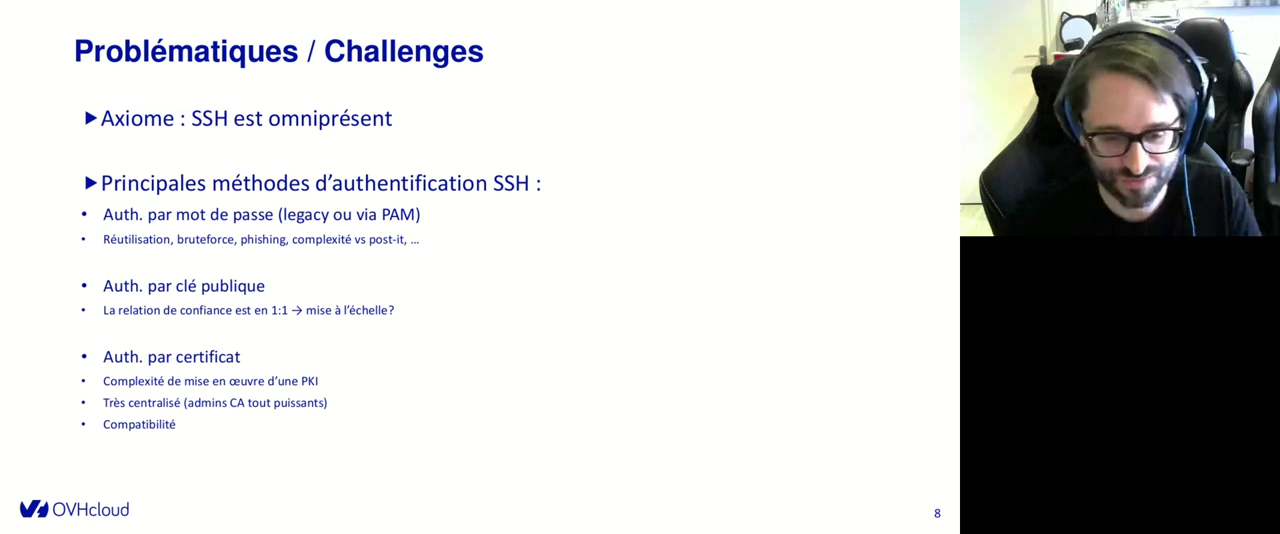 Problématiques / Challenges
Axiome : SSH est omniprésent
Principales méthodes d’authentification SSH :
• Auth. par mot de passe (legacy ou via PAM)
• Réutilisation, bruteforce, phishing, complexité vs post-it, …
• Auth. par clé publique
• La relation de confiance est en 1:1 → mise à l’échelle?
• Auth. par certificat
• Complexité de mise en œuvre d’une PKI
• Très centralisé (admins CA tout puissants)
• Compatibilité
OVHcloud
8